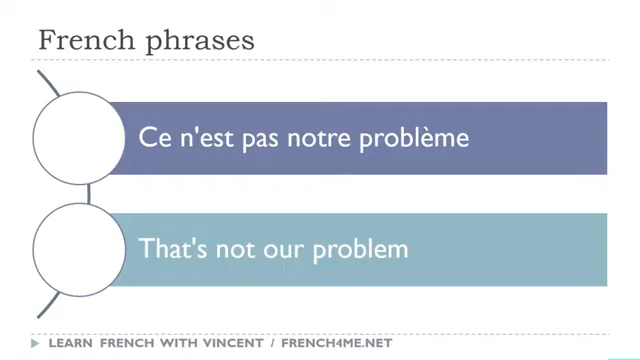 French phrases
Ce n'est pas notre problème
That's not our problem
LEARN FRENCH WITH VINCENT / FRENCH4ME.NET